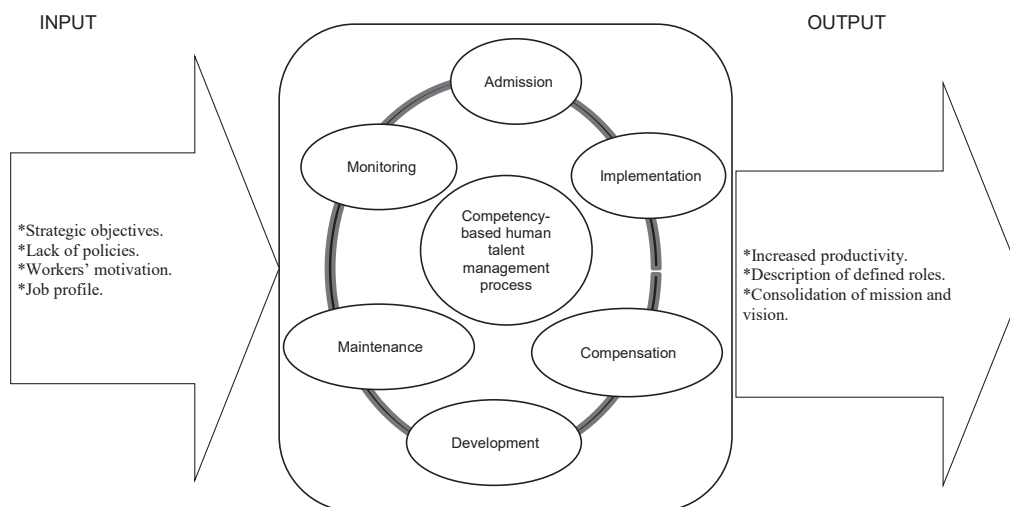 INPUT
OUTPUT
Admission
Monitoring
Implementation
Competency-
based human
talent
management
process
*Strategic objectives.
*Lack of policies.
*Workers' motivation.
*Job profile.
*Increased productivity.
*Description of defined roles.
*Consolidation of mission and
vision.
Maintenance
Compensation
Development